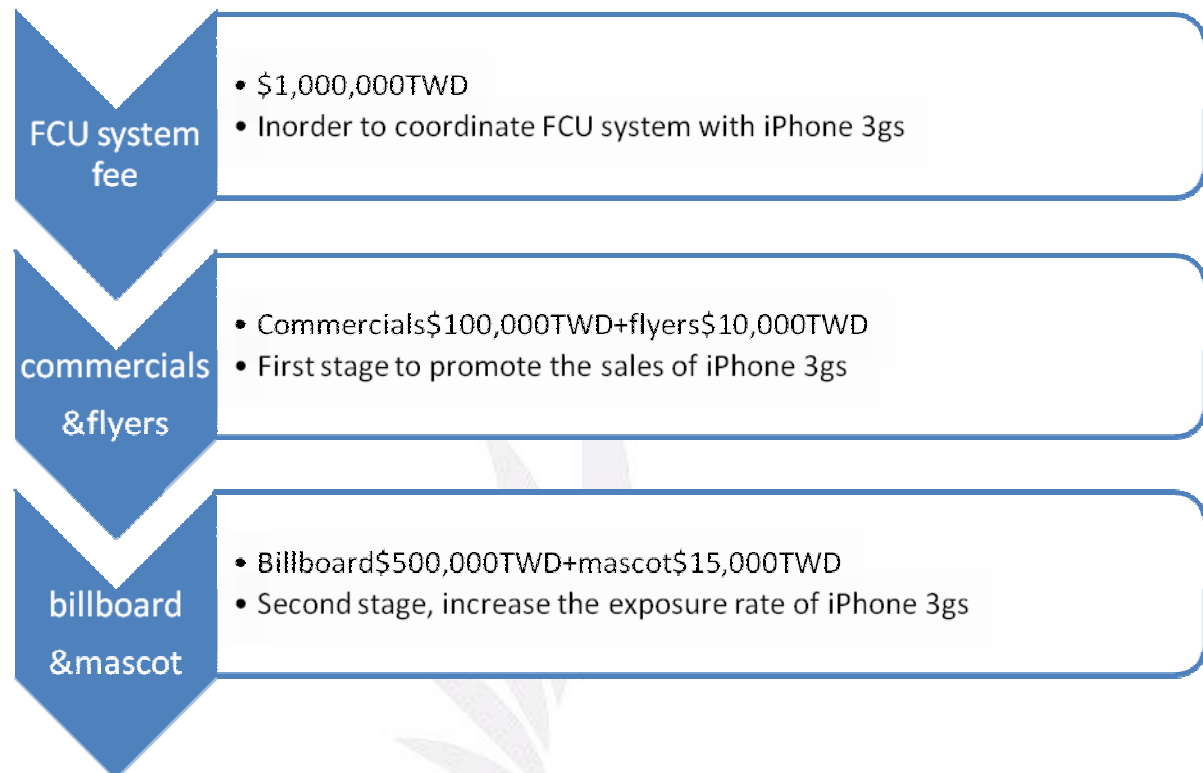 FCU system
fee
• $1,000,000TWD
• Inorder to coordinate FCU system with iPhone 3gs
commercials
&flyers
• Commercials$100,000TWD+flyers$10,000TWD
• First stage to promote the sales of iPhone 3gs
billboard
&mascot
• Billboard$500,000TWD+mascot$15,000TWD
• Second stage, increase the exposure rate of iPhone 3gs